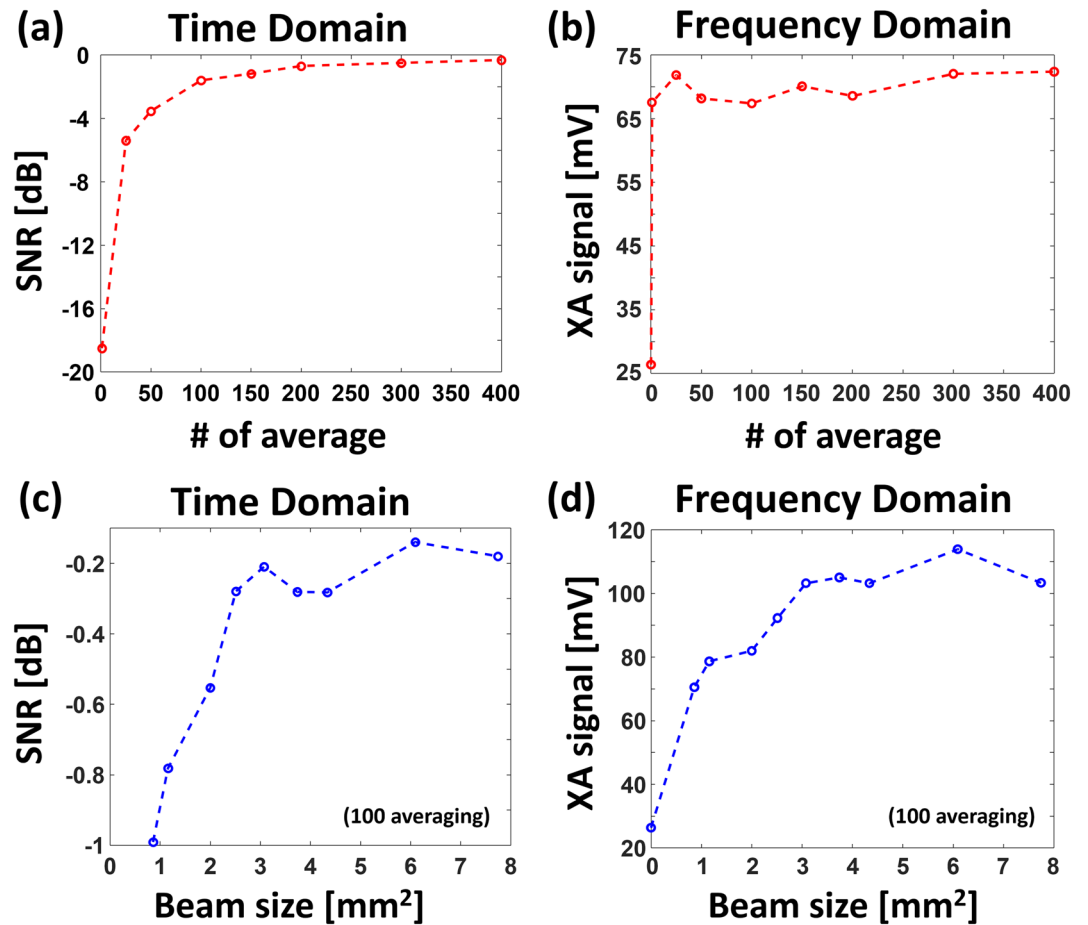 (a) Time Domain
0
-4
-8
-12
-16
-20
SNR [dB]
0 50 100 150 200 250 300 350 400
# of average
(b) Frequency Domain
75
65
55
45
35
25
XA signal [mV]
0 50 100 150 200 250 300 350 400
# of average
(c) Time Domain
-0.2
-0.4
-0.6
-0.8
-1
SNR [dB]
(100 averaging)
0 1 2 3 4 5 6 7 8
Beam size [mm²]
(d) Frequency Domain
120
100
80
60
40
20
XA signal [mV]
(100 averaging)
0 1 2 3 4 5 6 7 8
Beam size [mm²]